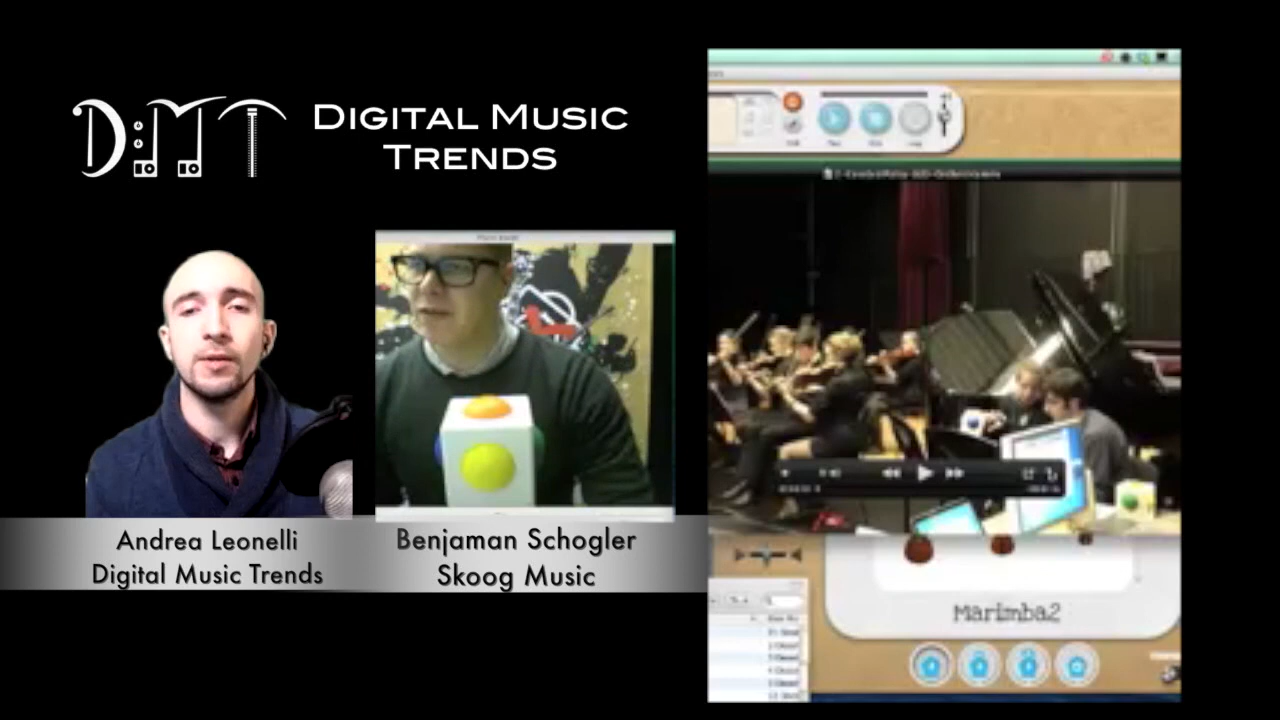 DMT
DIGITAL MUSIC
TRENDS
Andrea Leonelli
Digital Music Trends
Benjaman Schogler
Skoog Music
Marimba2